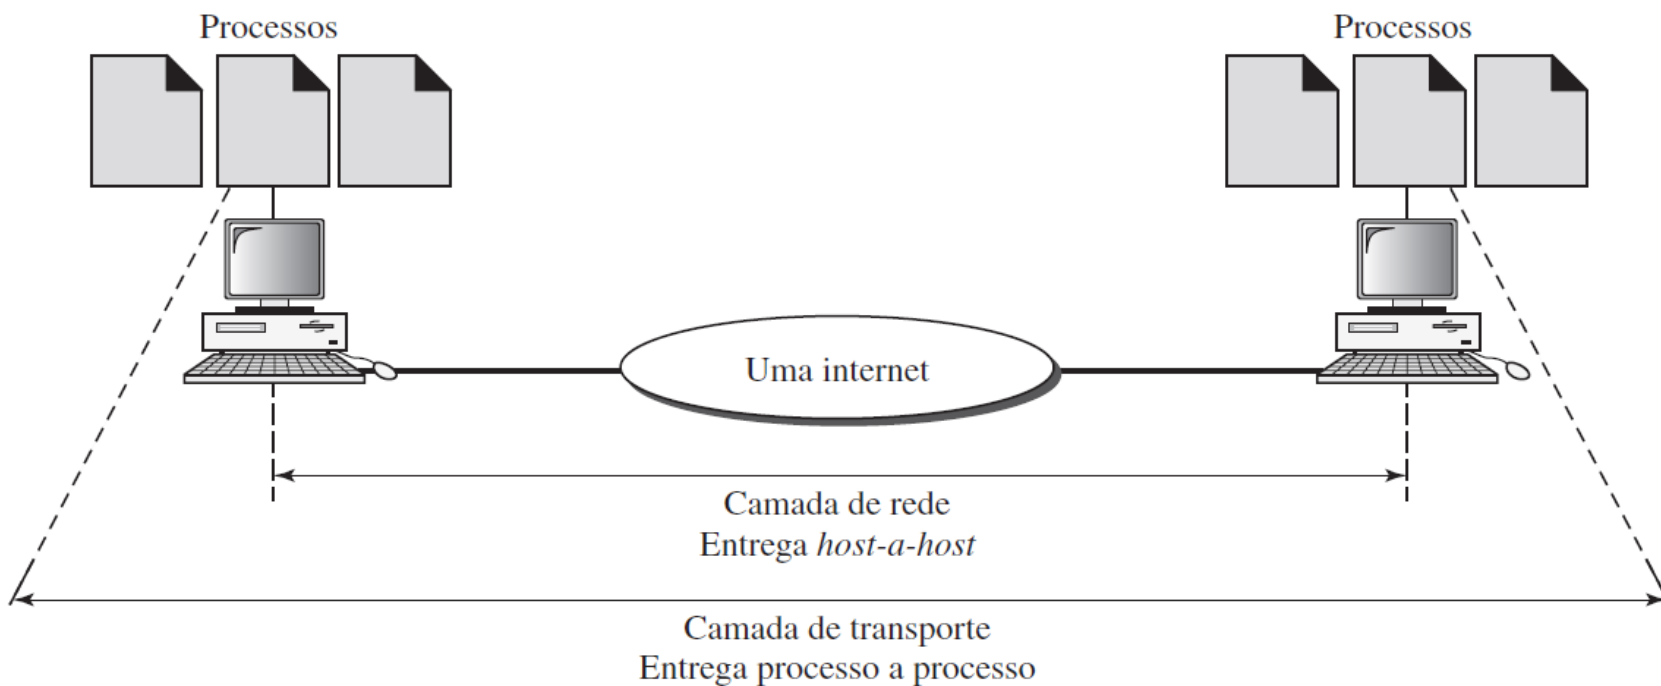 Processos
Processos
Uma internet
Camada de rede
Entrega host-a-host
Camada de transporte
Entrega processo a processo